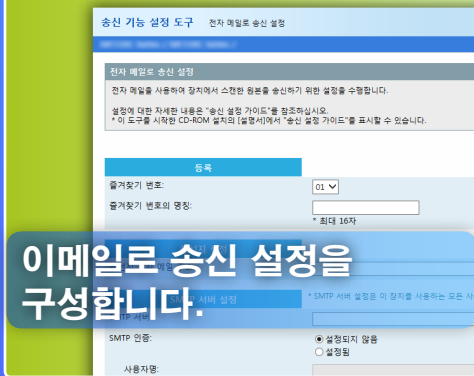 송신 기능 설정 도구 전자 메일로 송신 설정
전자 메일로 송신 설정
전자 메일을 사용하여 장치에서 스캔한 원본을 송신하기 위한 설정을 수행합니다.
설정에 대한 자세한 내용은 "송신 설정 가이드"를 참조하십시오.
* 이 도구를 시작한 CD-ROM 설치의 [설명서]에서 "송신 설정 가이드"를 표시할 수 있습니다.
등록
즐겨찾기 번호:
01
즐겨찾기 번호의 명칭:
* 최대 16자
이메일로 송신 설정을
구성합니다.
SMTP 서버 설정
* SMTP 서버 설정은 이 장치를 사용하는 모든
SMTP 서버
SMTP 인증:
설정되지 않음
설정됨
사용자명: